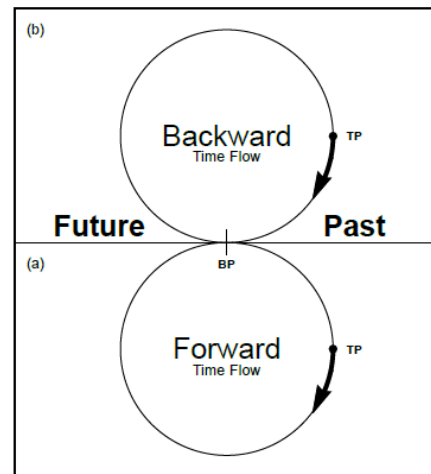 (b)
Backward
Time Flow
TP
Future
Past
(a)
BP
Forward
Time Flow
TP